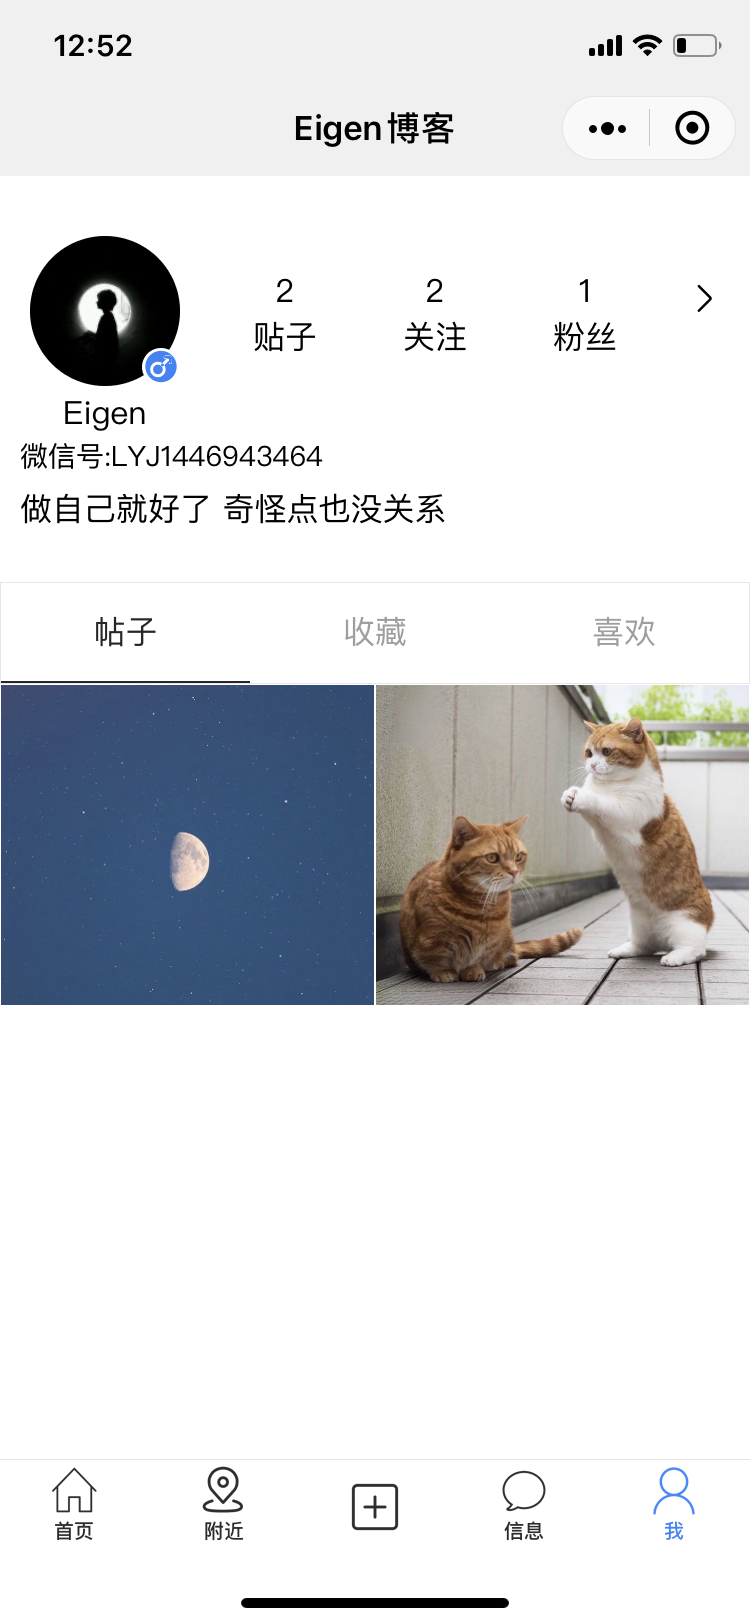 12:52
Eigen博客
2 2 1
贴子 关注 粉丝
Eigen
微信号:LYJ1446943464
做自己就好了 奇怪点也没关系
帖子 收藏 喜欢
首页 附近 信息 我